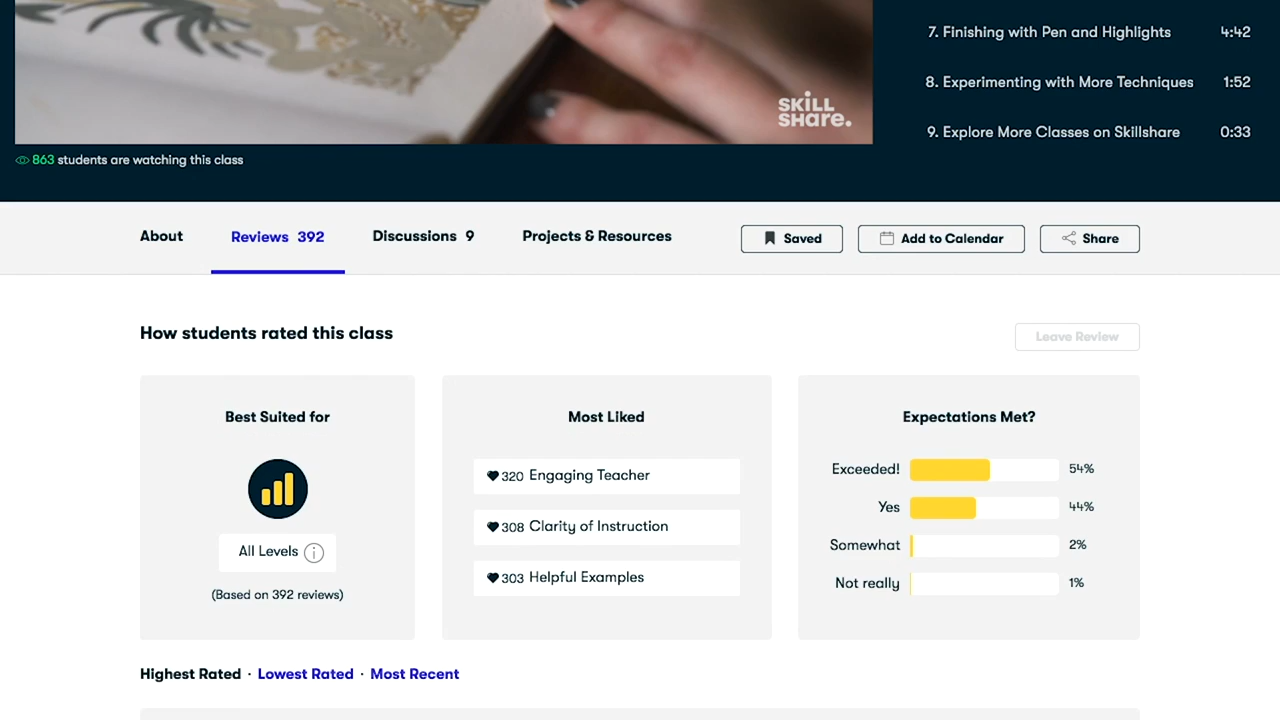 7. Finishing with Pen and Highlights 4:42
8. Experimenting with More Techniques 1:52
9. Explore More Classes on Skillshare 0:33
SKILL
SHare.
863 students are watching this class
About Reviews 392 Discussions 9 Projects & Resources Saved Add to Calendar Share
How students rated this class
Leave Review
Best Suited for
All Levels i
(Based on 392 reviews)
Most Liked
320 Engaging Teacher
308 Clarity of Instruction
303 Helpful Examples
Expectations Met?
Exceeded! 54%
Yes 44%
Somewhat 2%
Not really 1%
Highest Rated · Lowest Rated · Most Recent